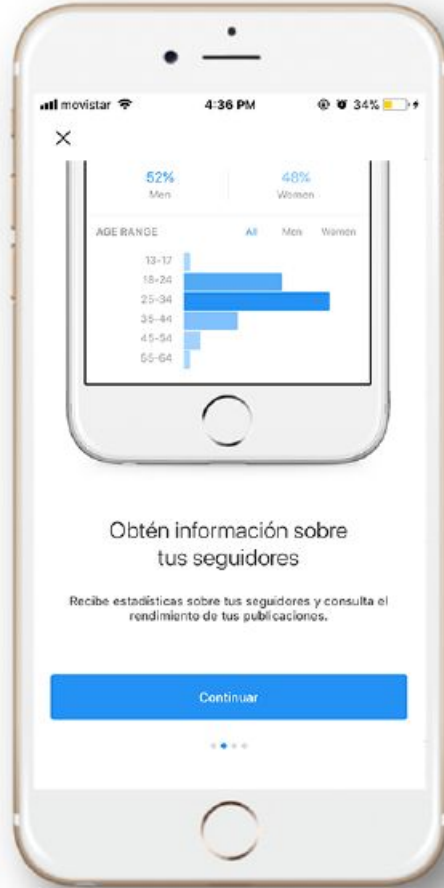 movistar 4:36 PM 34%
52% 48%
Men Women
AGE RANGE All Men Women
13-17
18-24
25-34
35-44
45-54
55-64
Obtén información sobre
tus seguidores
Recibe estadísticas sobre tus seguidores y consulta el
rendimiento de tus publicaciones.
Continuar